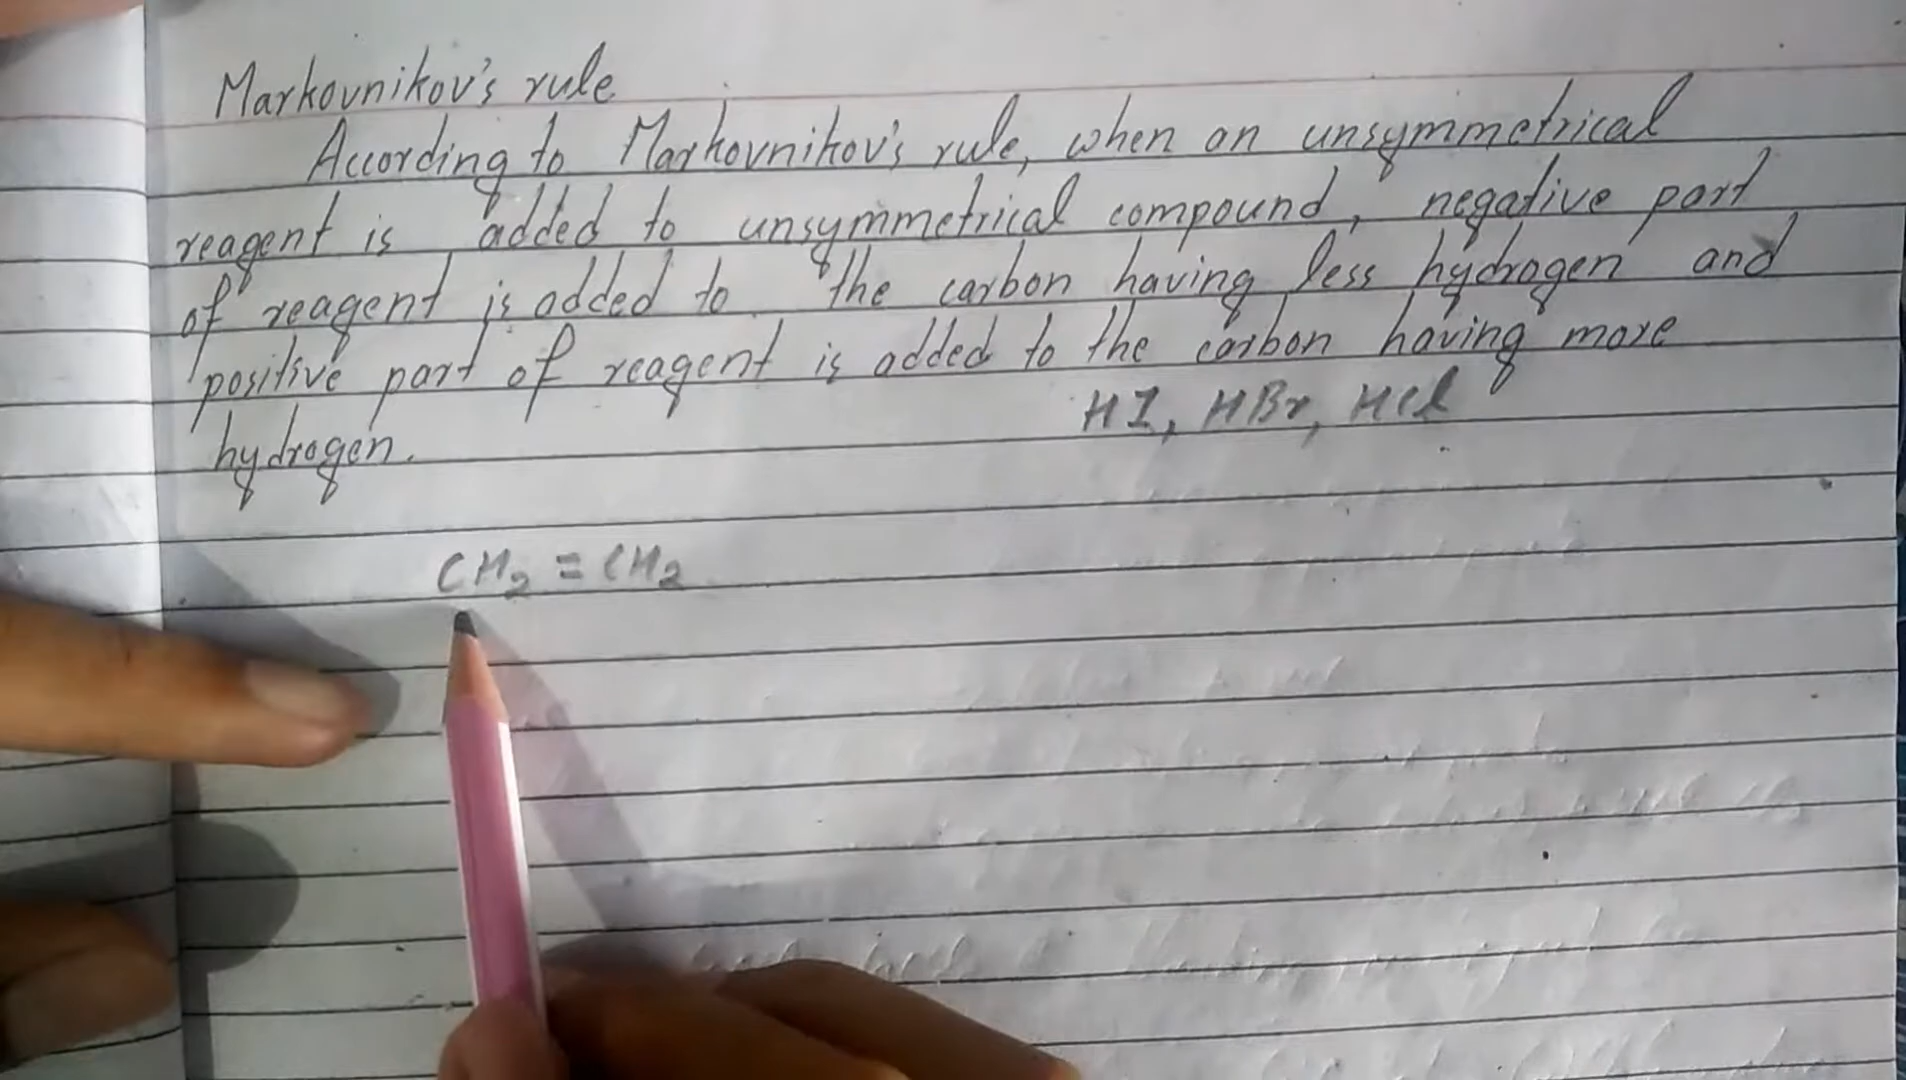 Markovnikov's rule
According to Markovnikov's rule, when an unsymmetrical
reagent is added to unsymmetrical compound, negative part
of reagent is added to the carbon having less hydrogen and
positive part of reagent is added to the carbon having more
HI, HBr, HCl
hydrogen.
CH₂ = CH₂